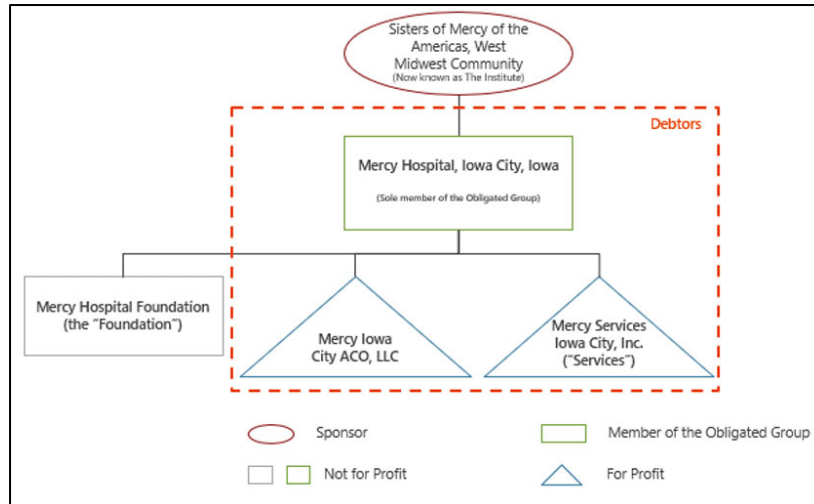 Sisters of Mercy of the
Americas, West
Midwest Community
(Now known as The Institute)
Debtors
Mercy Hospital, Iowa City, Iowa
(Sole member of the Obligated Group)
Mercy Hospital Foundation
(the “Foundation”)
Mercy Iowa
City ACO, LLC
Mercy Services
Iowa City, Inc.
(“Services”)
Sponsor
Member of the Obligated Group
Not for Profit
For Profit